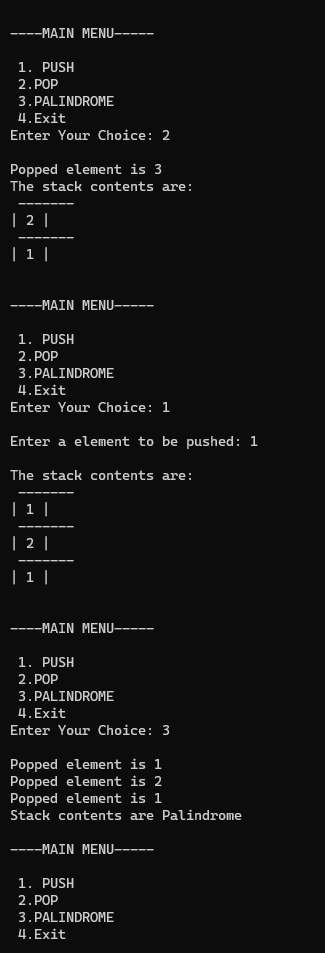 ----MAIN MENU-----
1. PUSH
2.POP
3.PALINDROME
4.Exit
Enter Your Choice: 2
Popped element is 3
The stack contents are:
-------
| 2 |
-------
| 1 |
----MAIN MENU-----
1. PUSH
2.POP
3.PALINDROME
4.Exit
Enter Your Choice: 1
Enter a element to be pushed: 1
The stack contents are:
-------
| 1 |
-------
| 2 |
-------
| 1 |
----MAIN MENU-----
1. PUSH
2.POP
3.PALINDROME
4.Exit
Enter Your Choice: 3
Popped element is 1
Popped element is 2
Popped element is 1
Stack contents are Palindrome
----MAIN MENU-----
1. PUSH
2.POP
3.PALINDROME
4.Exit